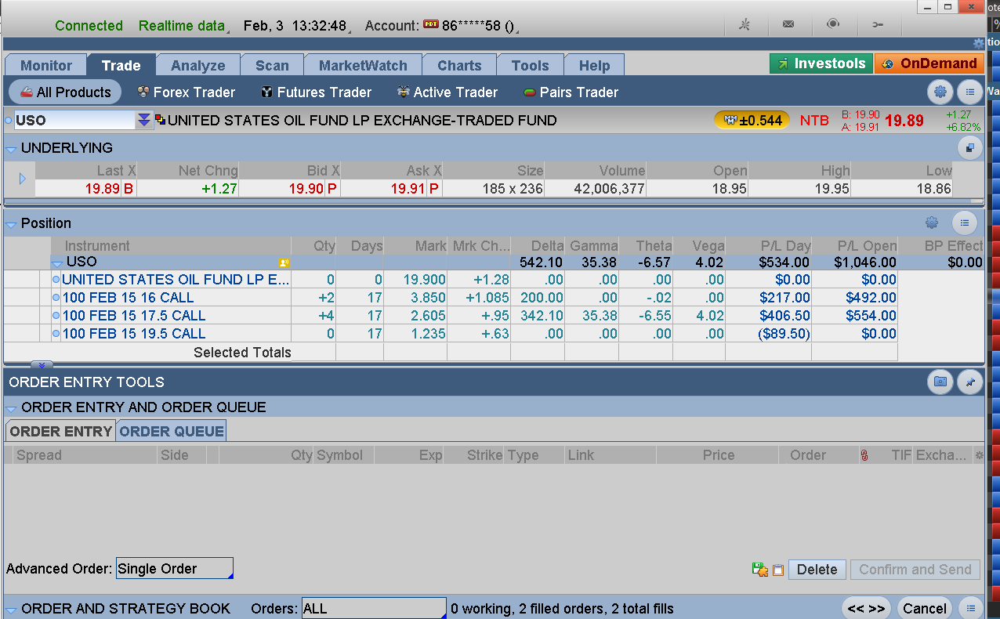 Connected Realtime data, Feb, 3 13:32:48, Account: PDT 86*****58 (),
Monitor Trade Analyze Scan MarketWatch Charts Tools Help Investools OnDemand
All Products Forex Trader Futures Trader Active Trader Pairs Trader
USO UNITED STATES OIL FUND LP EXCHANGE-TRADED FUND ±0.544 NTB B: 19.90 A: 19.91 19.89 +1.27 +6.82%
UNDERLYING
Last X Net Chng Bid X Ask X Size Volume Open High Low
19.89 B +1.27 19.90 P 19.91 P 185 x 236 42,006,377 18.95 19.95 18.86
Position
Instrument Qty Days Mark Mrk Ch... Delta Gamma Theta Vega P/L Day P/L Open BP Effect
USO 542.10 35.38 -6.57 4.02 $534.00 $1,046.00 $0.00
UNITED STATES OIL FUND LP E... 0 0 19.900 +1.28 .00 .00 .00 .00 $0.00 $0.00
100 FEB 15 16 CALL +2 17 3.850 +1.085 200.00 .00 -.02 .00 $217.00 $492.00
100 FEB 15 17.5 CALL +4 17 2.605 +.95 342.10 35.38 -6.55 4.02 $406.50 $554.00
100 FEB 15 19.5 CALL 0 17 1.235 +.63 .00 .00 .00 .00 ($89.50) $0.00
Selected Totals
ORDER ENTRY TOOLS
ORDER ENTRY AND ORDER QUEUE
ORDER ENTRY ORDER QUEUE
Spread Side Qty Symbol Exp Strike Type Link Price Order TIF Excha...
Advanced Order: Single Order Delete Confirm and Send
ORDER AND STRATEGY BOOK Orders: ALL 0 working, 2 filled orders, 2 total fills << >> Cancel